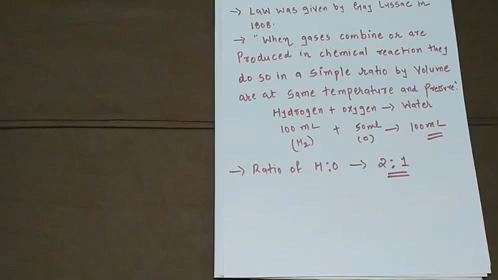 → Law was given by Gay Lussac in
1808.
→ "When gases combine or are
Produced in chemical reaction they
do so in a simple ratio by Volume
are at same temperature and Pressure"
Hydrogen + oxygen → Water
100 mL + 50ml → 100mL
(H₂) (O)
→ Ratio of H:O → 2:1